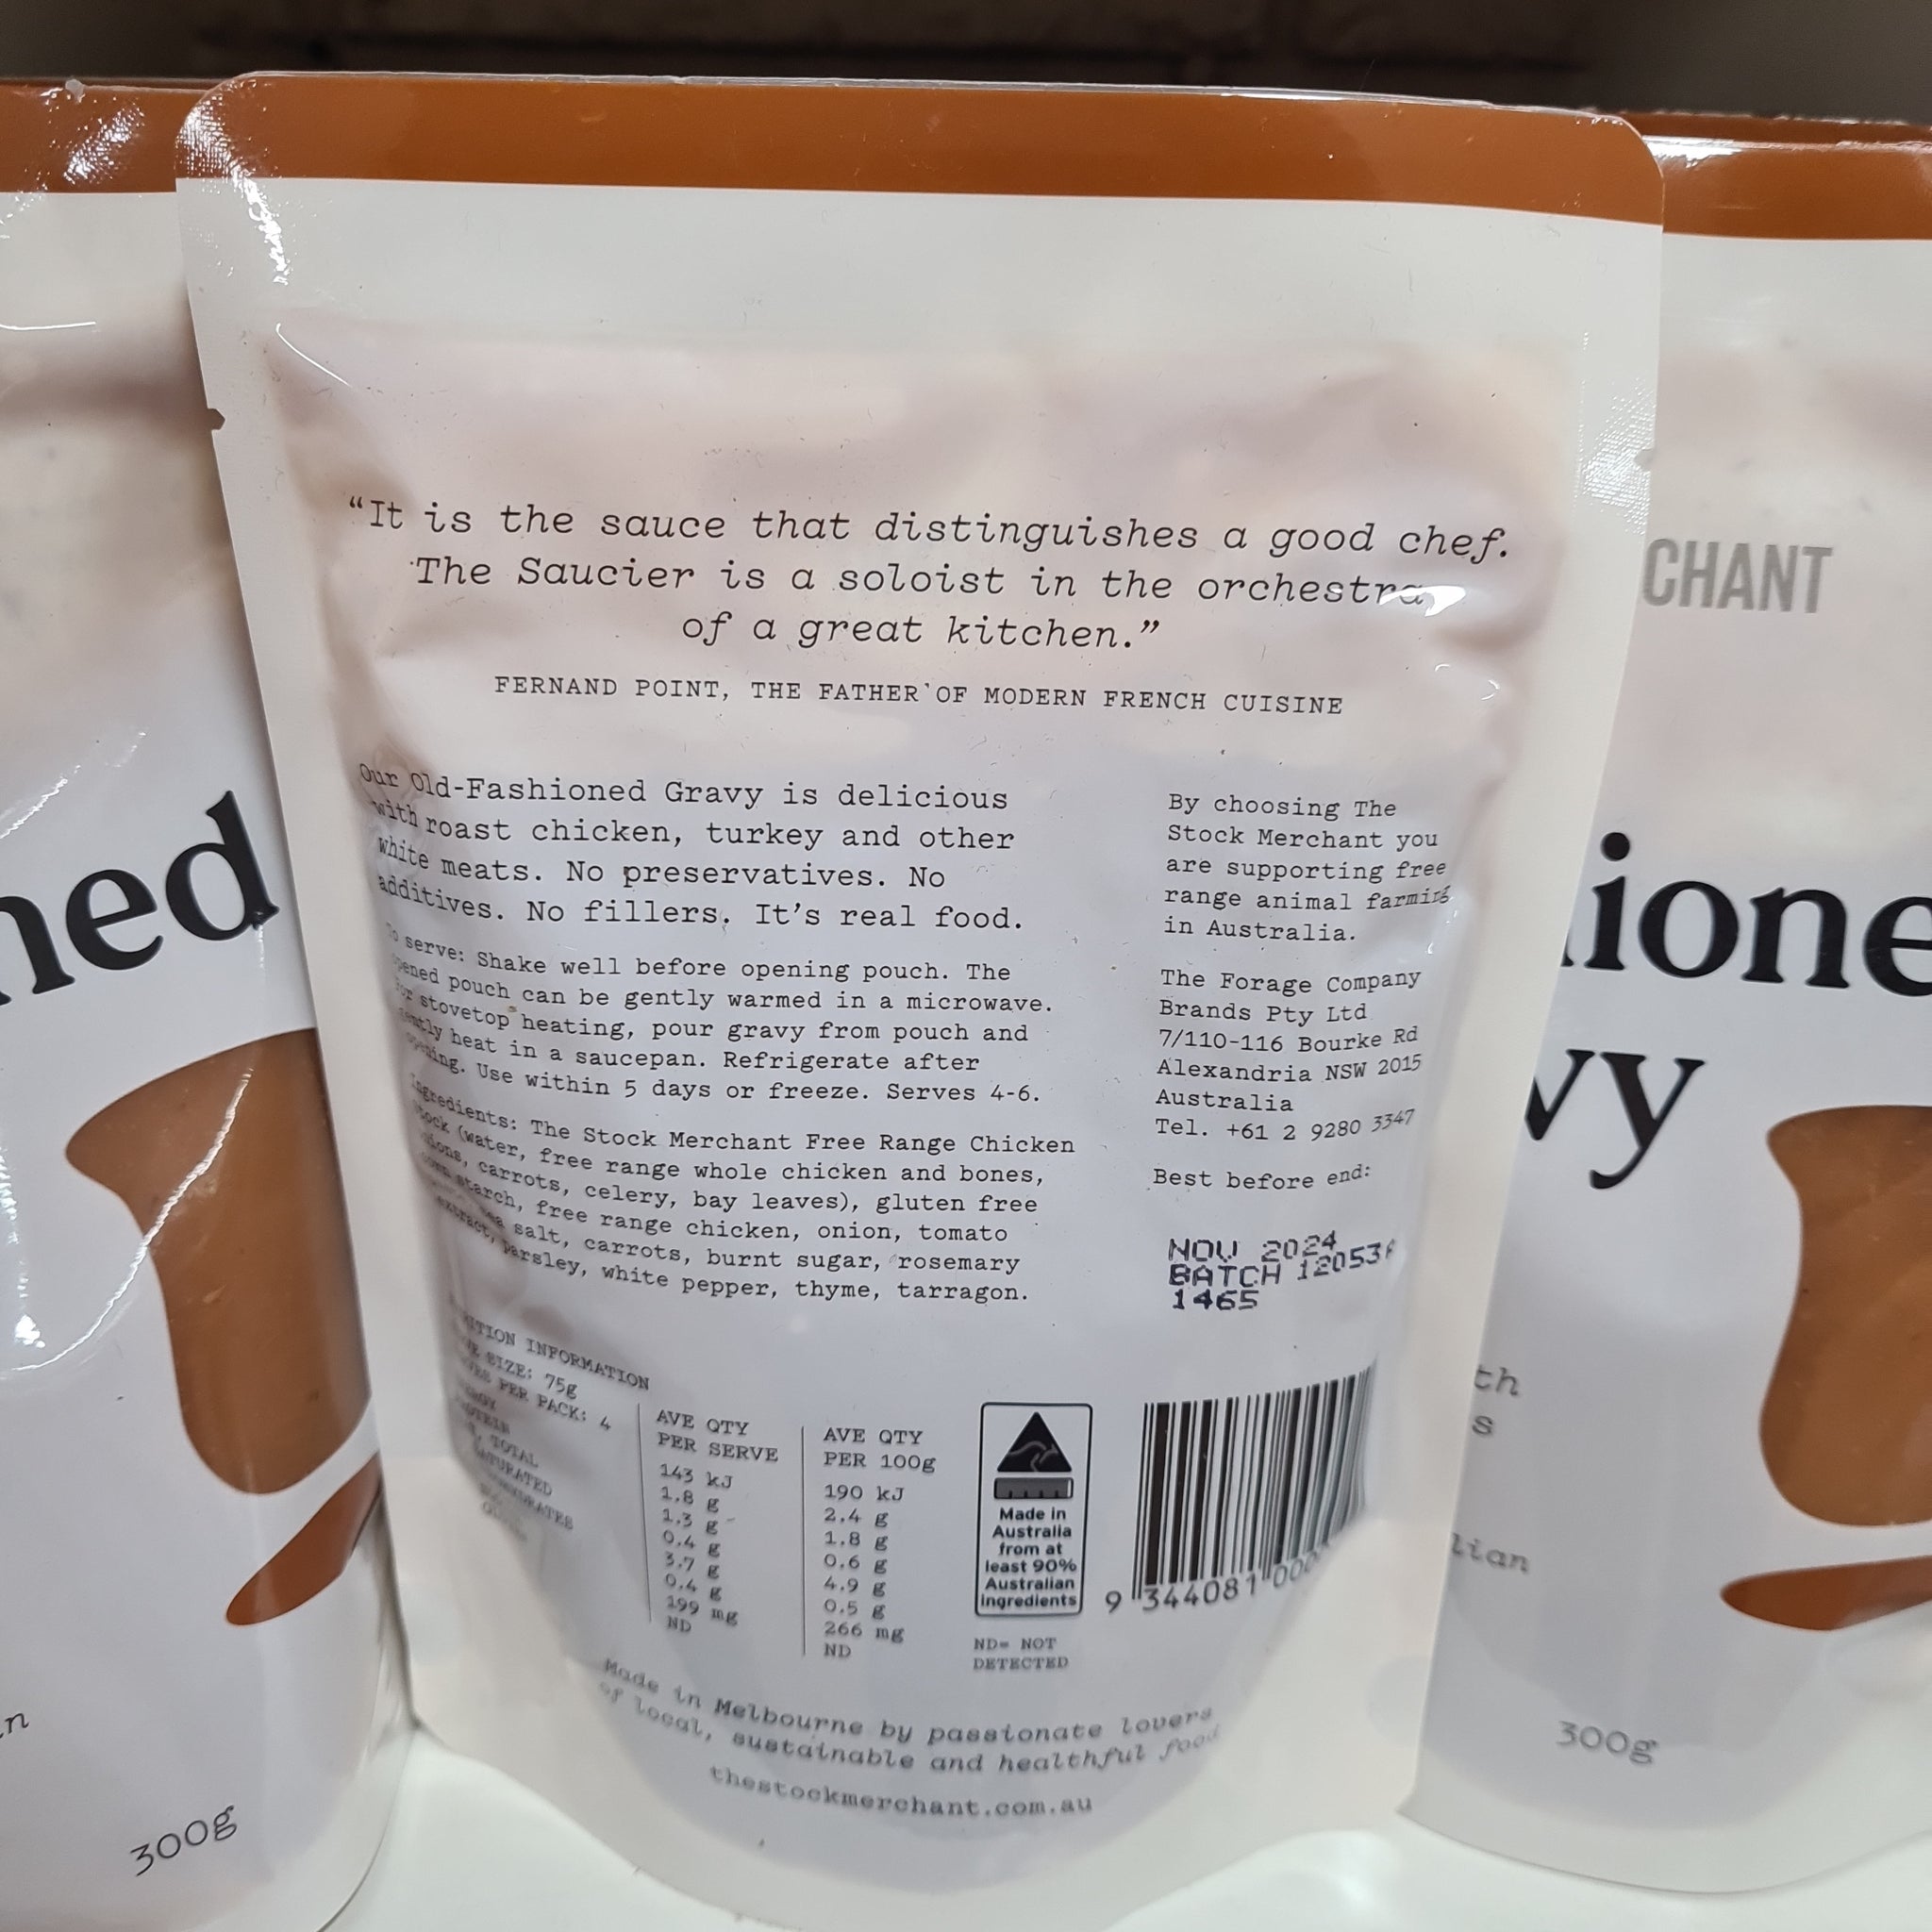 “It is the sauce that distinguishes a good chef.
The Saucier is a soloist in the orchestra
of a great kitchen.”
FERNAND POINT, THE FATHER OF MODERN FRENCH CUISINE
Our Old-Fashioned Gravy is delicious
with roast chicken, turkey and other
white meats. No preservatives. No
additives. No fillers. It’s real food.
serve: Shake well before opening pouch. The
pouch can be gently warmed in a microwave.
stovetop heating, pour gravy from pouch and
heat in a saucepan. Refrigerate after
Use within 5 days or freeze. Serves 4-6.
Ingredients: The Stock Merchant Free Range Chicken
(water, free range whole chicken and bones,
carrots, celery, bay leaves), gluten free
starch, free range chicken, onion, tomato
salt, carrots, burnt sugar, rosemary
extract, parsley, white pepper, thyme, tarragon.
By choosing The
Stock Merchant you
are supporting free
range animal farming
in Australia.
The Forage Company
Brands Pty Ltd
7/110-116 Bourke Rd
Alexandria NSW 2015
Australia
Tel. +61 2 9280 3347
Best before end:
NOV 2024
BATCH 12053
1465
INFORMATION
SIZE: 75g
PER PACK: 4
TOTAL
AVE QTY
PER SERVE
143 kJ
1.8 g
1.3 g
0.4 g
3.7 g
0.4 g
199 mg
ND
AVE QTY
PER 100g
190 kJ
2.4 g
1.8 g
0.6 g
4.9 g
0.5 g
266 mg
ND
Made in
Australia
from at
least 90%
Australian
ingredients
ND= NOT
DETECTED
9 344081 000
Made in Melbourne by passionate lovers
of local, sustainable and healthful food
thestockmerchant.com.au
ned
300g
CHANT
ione
vy
th
s
lian
300g